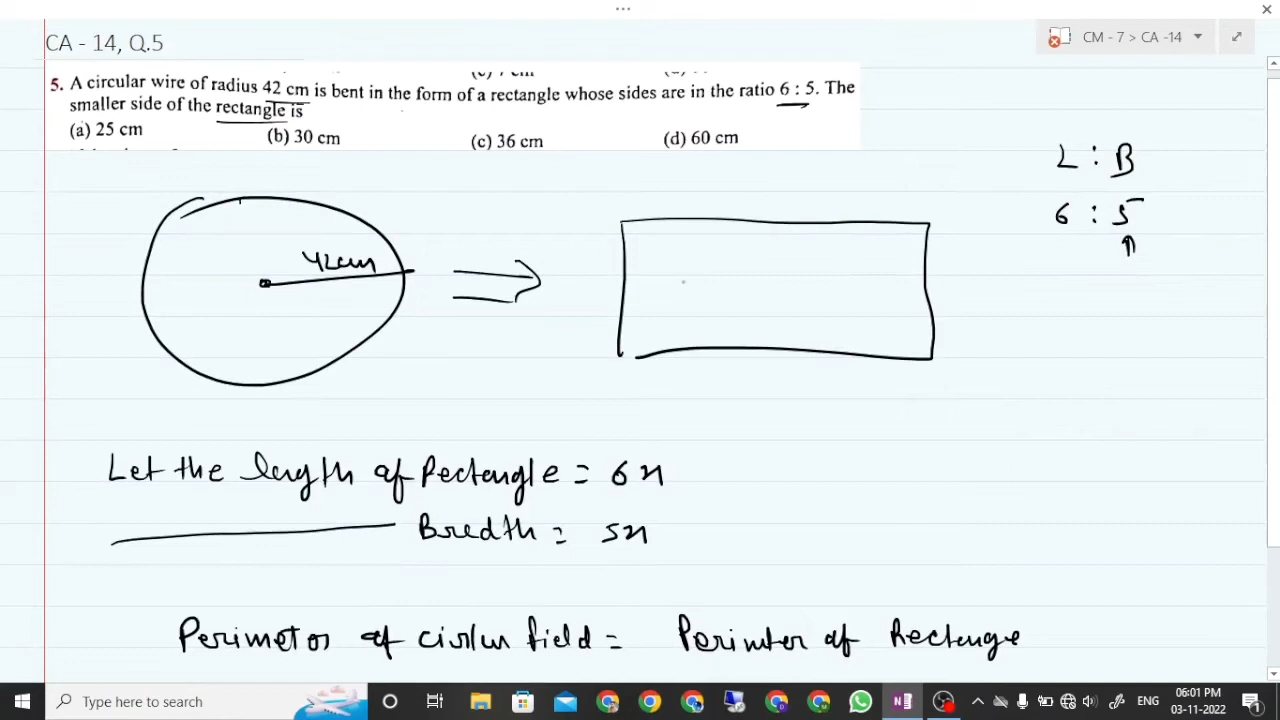 CA - 14, Q.5
CM - 7 > CA -14
5. A circular wire of radius 42 cm is bent in the form of a rectangle whose sides are in the ratio 6 : 5. The
smaller side of the rectangle is
(a) 25 cm (b) 30 cm (c) 36 cm (d) 60 cm
L : B
6 : 5
42cm
Let the length of Rectangle = 6x
Bredth = 5x
Perimeter of circular field = Perimter of Rectangle
Type here to search
ENG
06:01 PM
03-11-2022
1